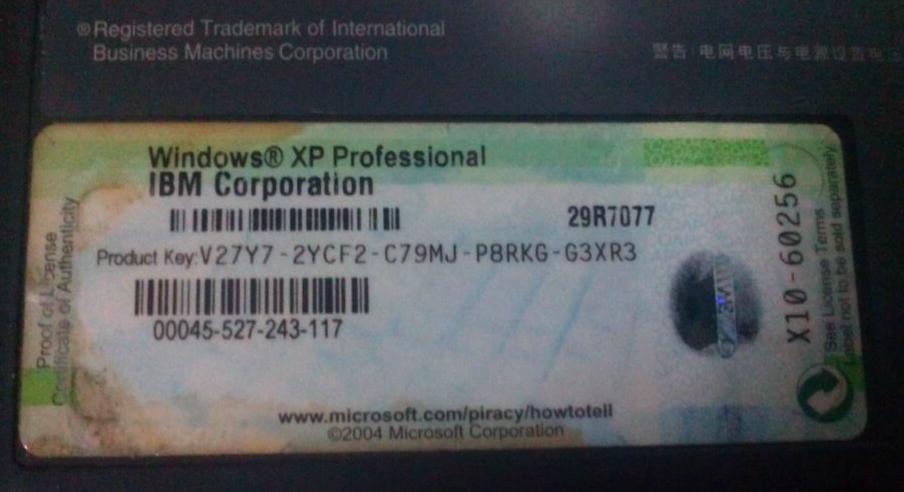 ®Registered Trademark of International
Business Machines Corporation
警告:电网电压与电源设置电压
Windows® XP Professional
IBM Corporation
29R7077
Product Key:V27Y7-2YCF2-C79MJ-P8RKG-G3XR3
00045-527-243-117
www.microsoft.com/piracy/howtotell
©2004 Microsoft Corporation
Proof of License
Certificate of Authenticity
X10-60256
See License Terms.
Label not to be sold separately